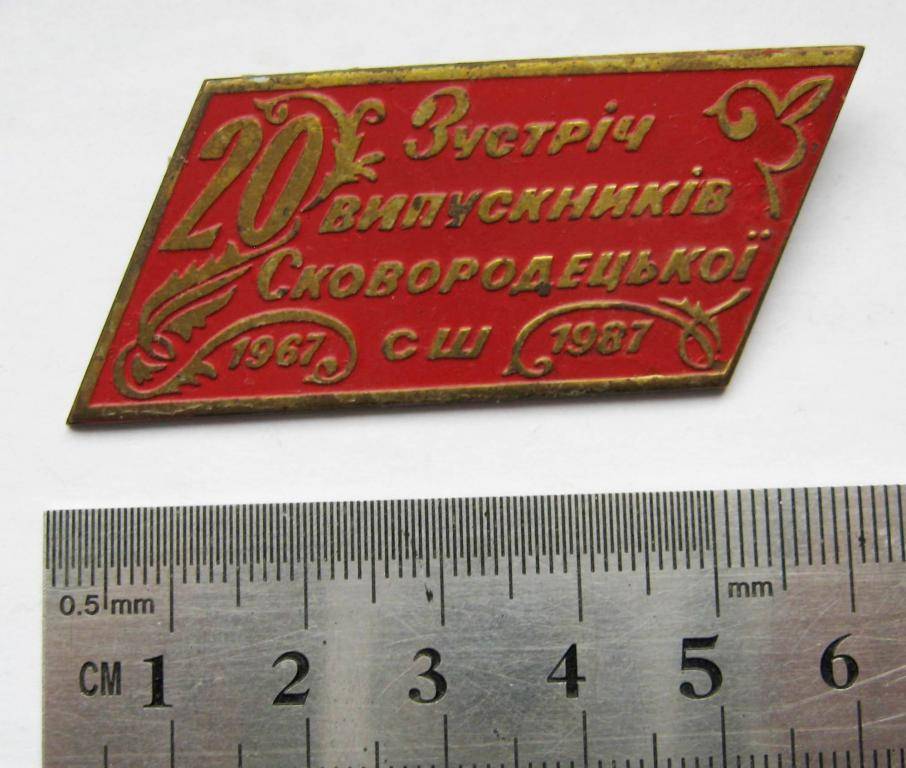 20 Зустріч
випускників
Сковородецької
1967 СШ 1987
0.5 mm mm
CM 1 2 3 4 5 6